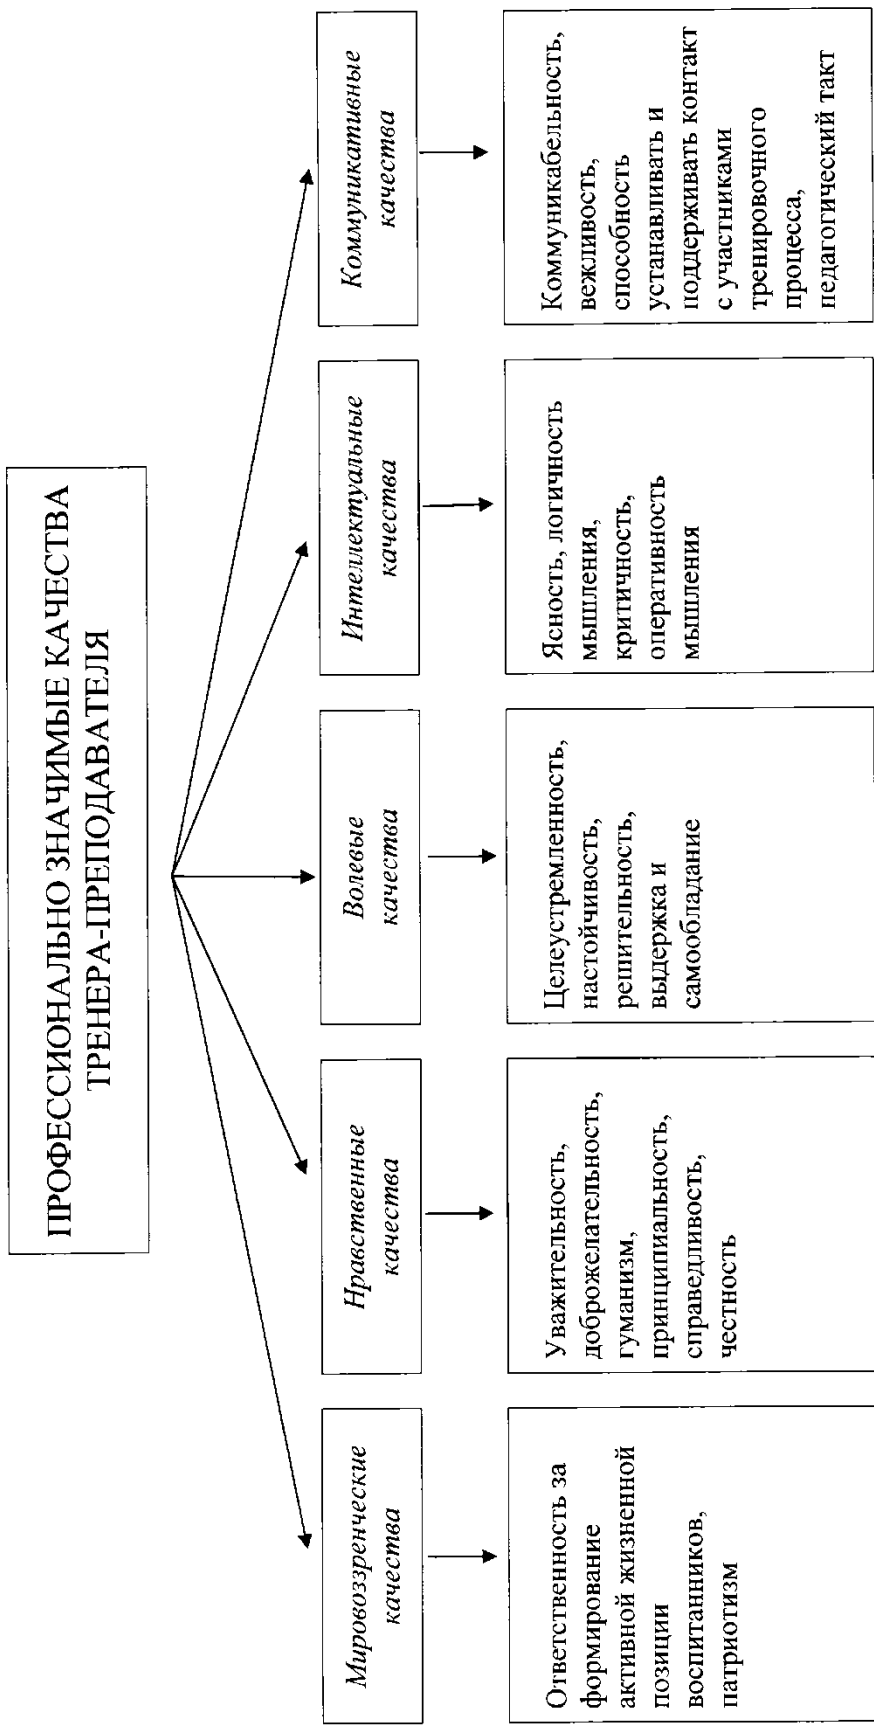 ПРОФЕССИОНАЛЬНО ЗНАЧИМЫЕ КАЧЕСТВА
ТРЕНЕРА-ПРЕПОДАВАТЕЛЯ
Мировоззренческие
качества
Нравственные
качества
Волевые
качества
Интеллектуальные
качества
Коммуникативные
качества
Ответственность за
формирование
активной жизненной
позиции
воспитанников,
патриотизм
Уважительность,
доброжелательность,
гуманизм,
принципиальность,
справедливость,
честность
Целеустремленность,
настойчивость,
решительность,
выдержка и
самообладание
Ясность, логичность
мышления,
критичность,
оперативность
мышления
Коммуникабельность,
вежливость,
способность
устанавливать и
поддерживать контакт
с участниками
тренировочного
процесса,
педагогический такт